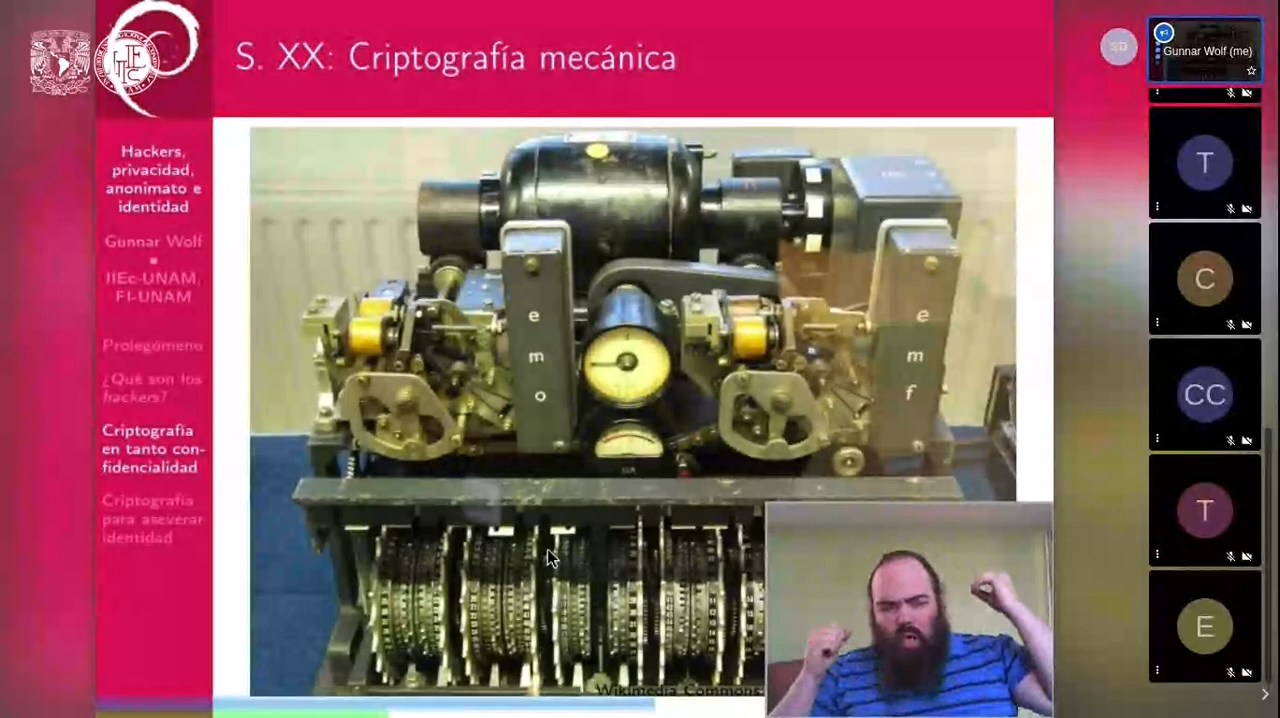 S. XX: Criptografía mecánica
Hackers,
privacidad,
anonimato e
identidad
Gunnar Wolf
IIEc-UNAM,
FI-UNAM
Prolegómeno
¿Qué son los
hackers?
Criptografía
en tanto con-
fidencialidad
Criptografía
para aseverar
identidad
e
m
o
e
m
f
Wikimedia Commons
SD
Gunnar Wolf (me)
T
C
CC
T
E